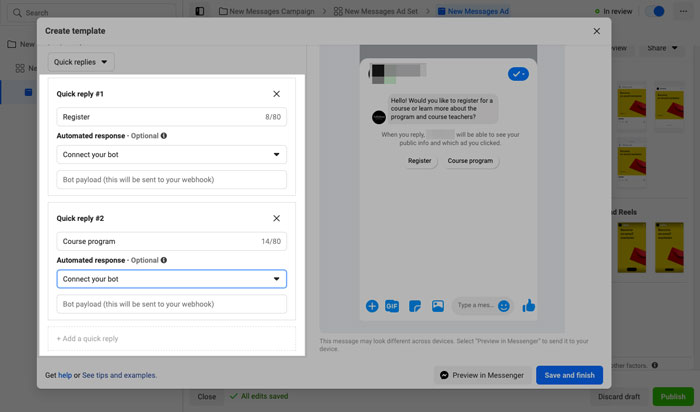 Search
New Messages Campaign
New Messages Ad Set
New Messages Ad
In review
Create template
New
Ne
Quick replies
Quick reply #1
Register
8/80
Automated response · Optional
Connect your bot
Bot payload (this will be sent to your webhook)
Quick reply #2
Course program
14/80
Automated response · Optional
Connect your bot
Bot payload (this will be sent to your webhook)
+ Add a quick reply
Hello! Would you like to register for a
course or learn more about the
program and course teachers?
When you reply, will be able to see your
public info and which ad you clicked.
Register
Course program
GIF
Type a mes...
This message may look different across devices. Select "Preview in Messenger" to send it to your
device.
view
Share
nd Reels
other factors.
Get help or See tips and examples.
Preview in Messenger
Save and finish
Close
All edits saved
Discard draft
Publish